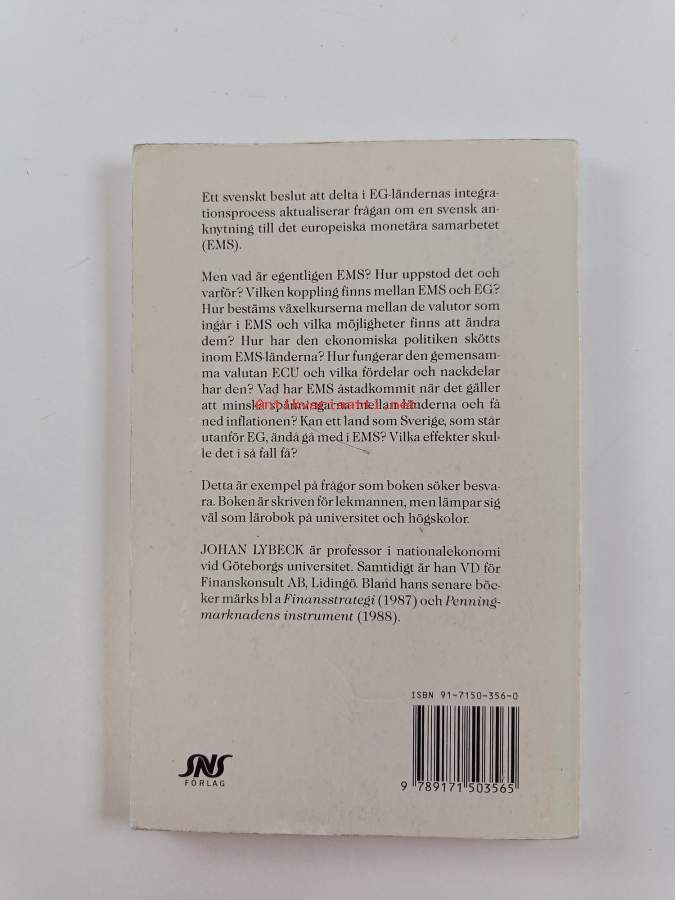 Ett svenskt beslut att delta i EG-ländernas integra-
tionsprocess aktualiserar frågan om en svensk an-
knytning till det europeiska monetära samarbetet
(EMS).
Men vad är egentligen EMS? Hur uppstod det och
varför? Vilken koppling finns mellan EMS och EG?
Hur bestäms växelkurserna mellan de valutor som
ingår i EMS och vilka möjligheter finns att ändra
dem? Hur har den ekonomiska politiken skötts
inom EMS-länderna? Hur fungerar den gemensam-
ma valutan ECU och vilka fördelar och nackdelar
har den? Vad har EMS åstadkommit när det gäller
att minska spänningarna mellan länderna och få
Antikvariaatti.net
ned inflationen? Kan ett land som Sverige, som står
utanför EG, ändå gå med i EMS? Vilka effekter skul-
le det i så fall få?
Detta är exempel på frågor som boken söker besva-
ra. Boken är skriven för lekmannen, men lämpar sig
väl som lärobok på universitet och högskolor.
JOHAN LYBECK är professor i nationalekonomi
vid Göteborgs universitet. Samtidigt är han VD för
Finanskonsult AB, Lidingö. Bland hans senare böc-
ker märks bl a Finansstrategi (1987) och Penning-
marknadens instrument (1988).
ISBN 91-7150-356-0
9 789171 503565
SNS
FÖRLAG